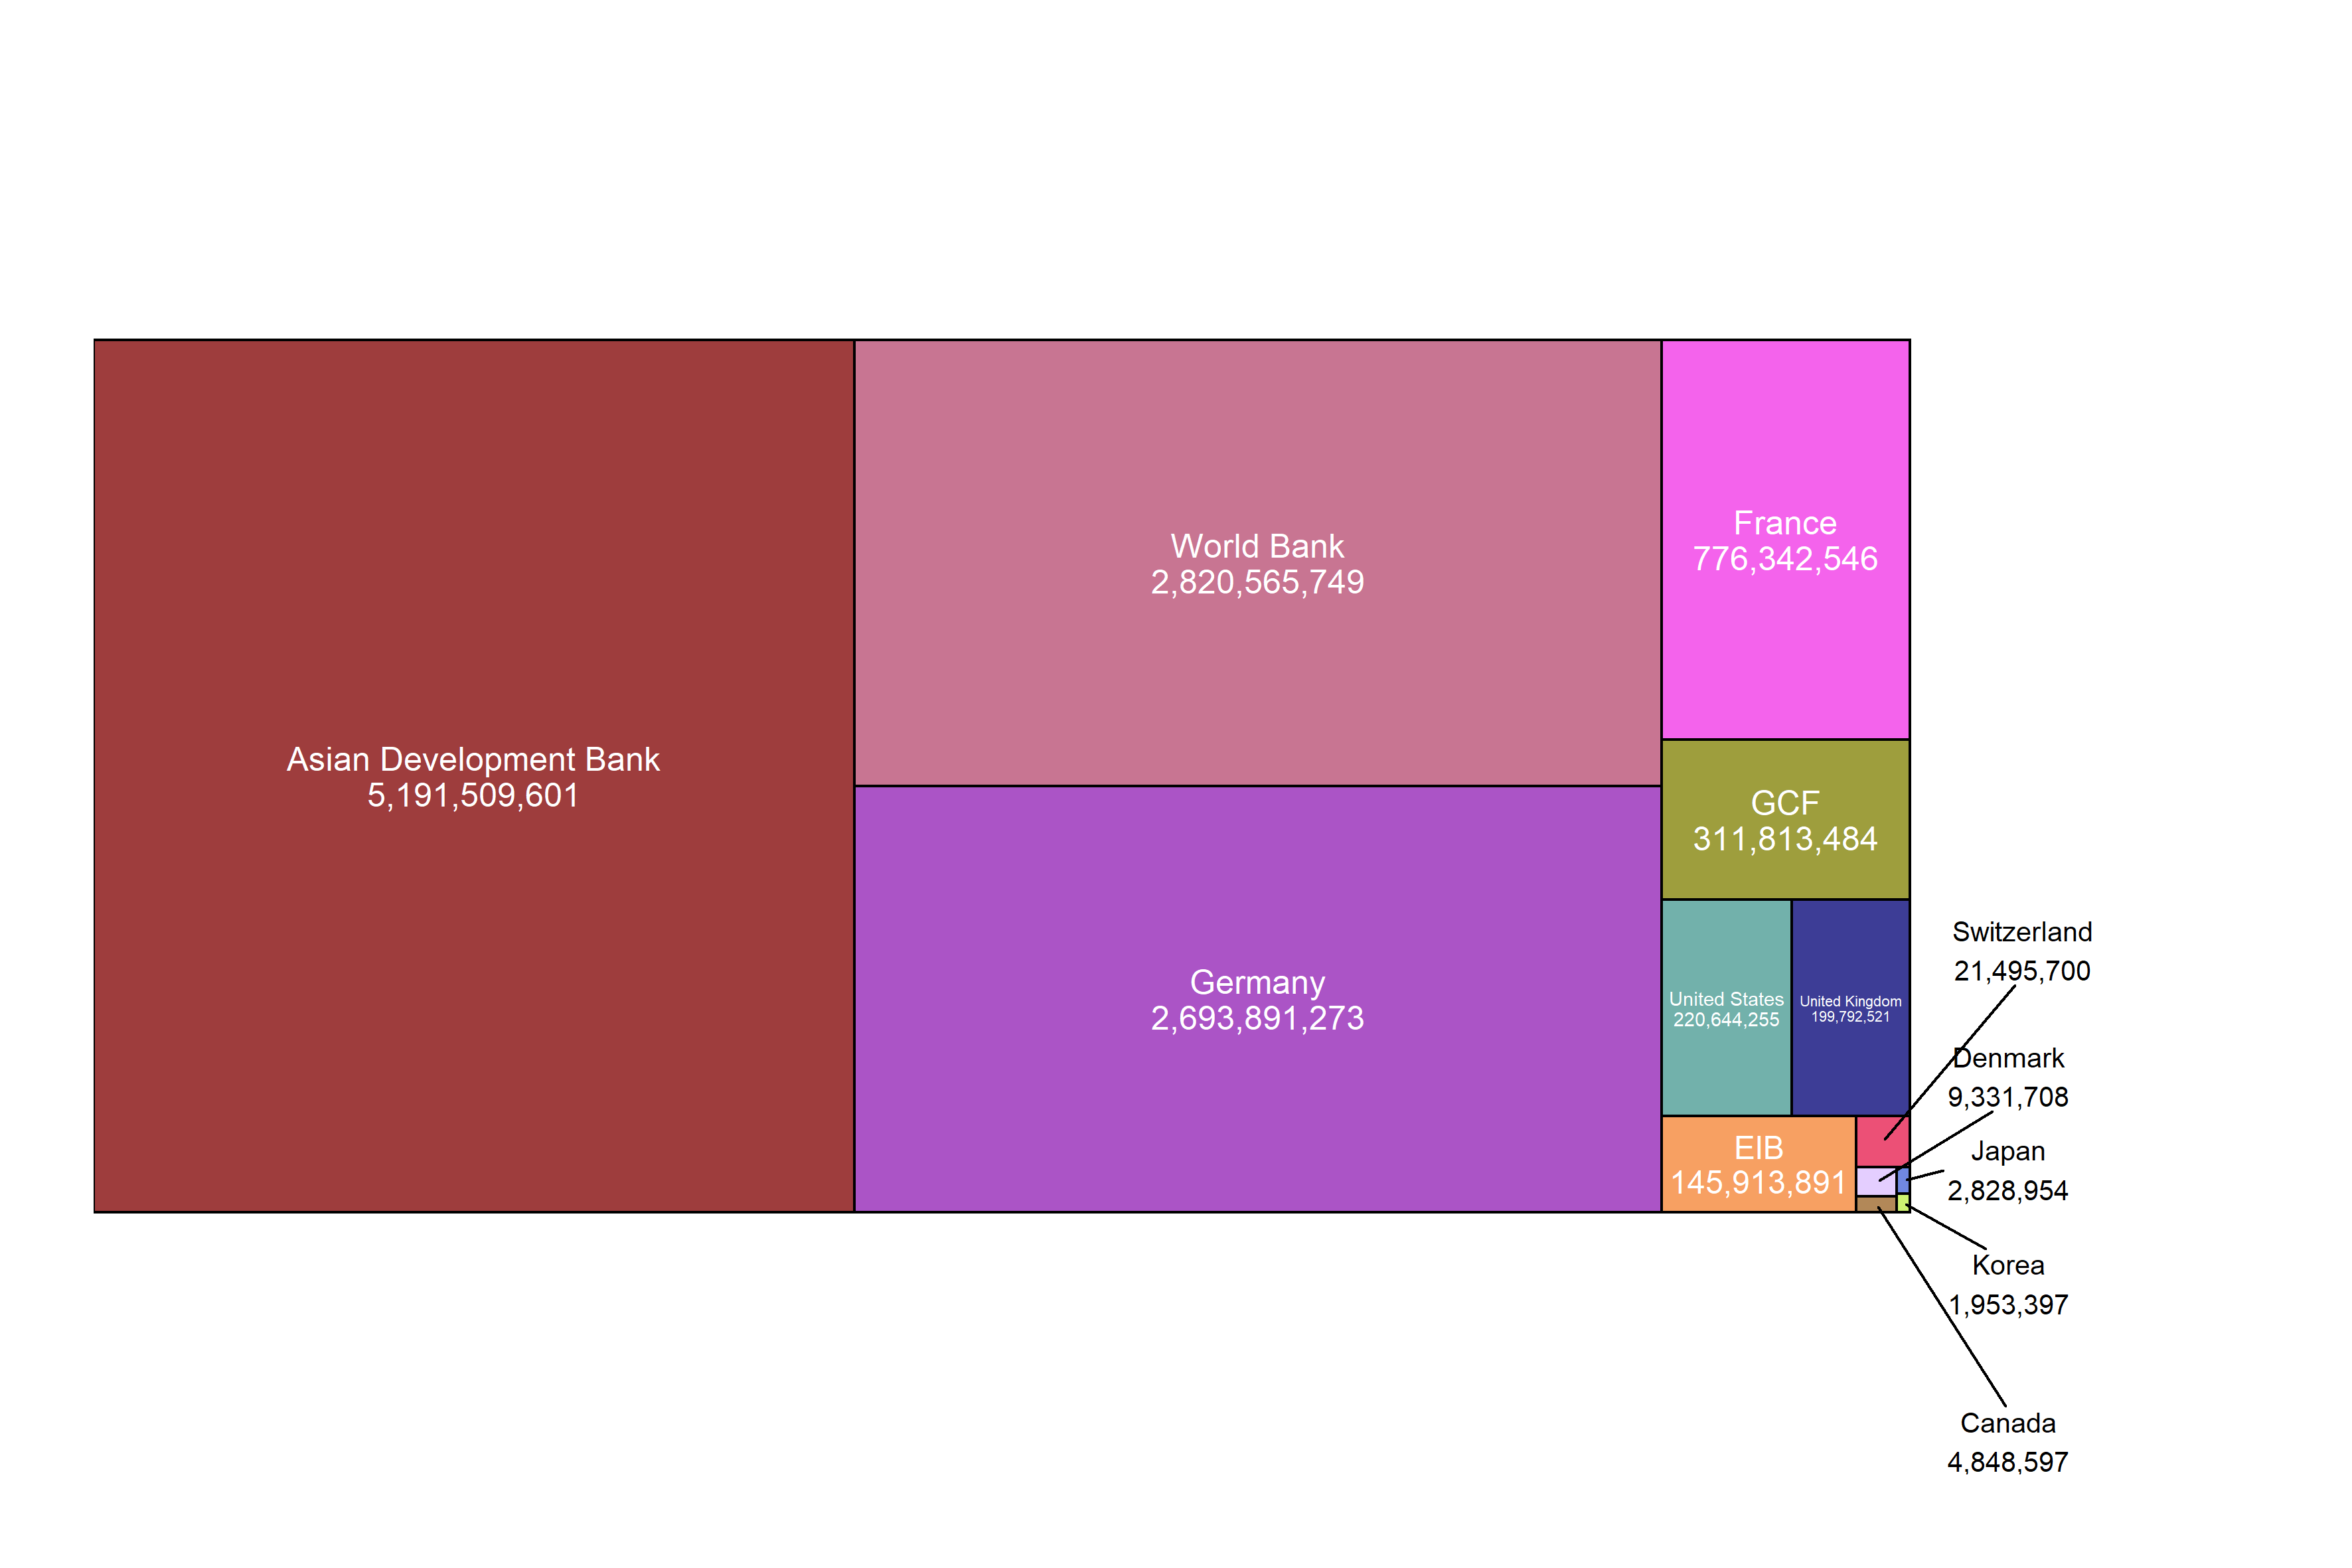 Asian Development Bank
5,191,509,601
World Bank
2,820,565,749
Germany
2,693,891,273
France
776,342,546
GCF
311,813,484
United States
220,644,255
United Kingdom
199,792,521
EIB
145,913,891
Switzerland
21,495,700
Denmark
9,331,708
Japan
2,828,954
Korea
1,953,397
Canada
4,848,597